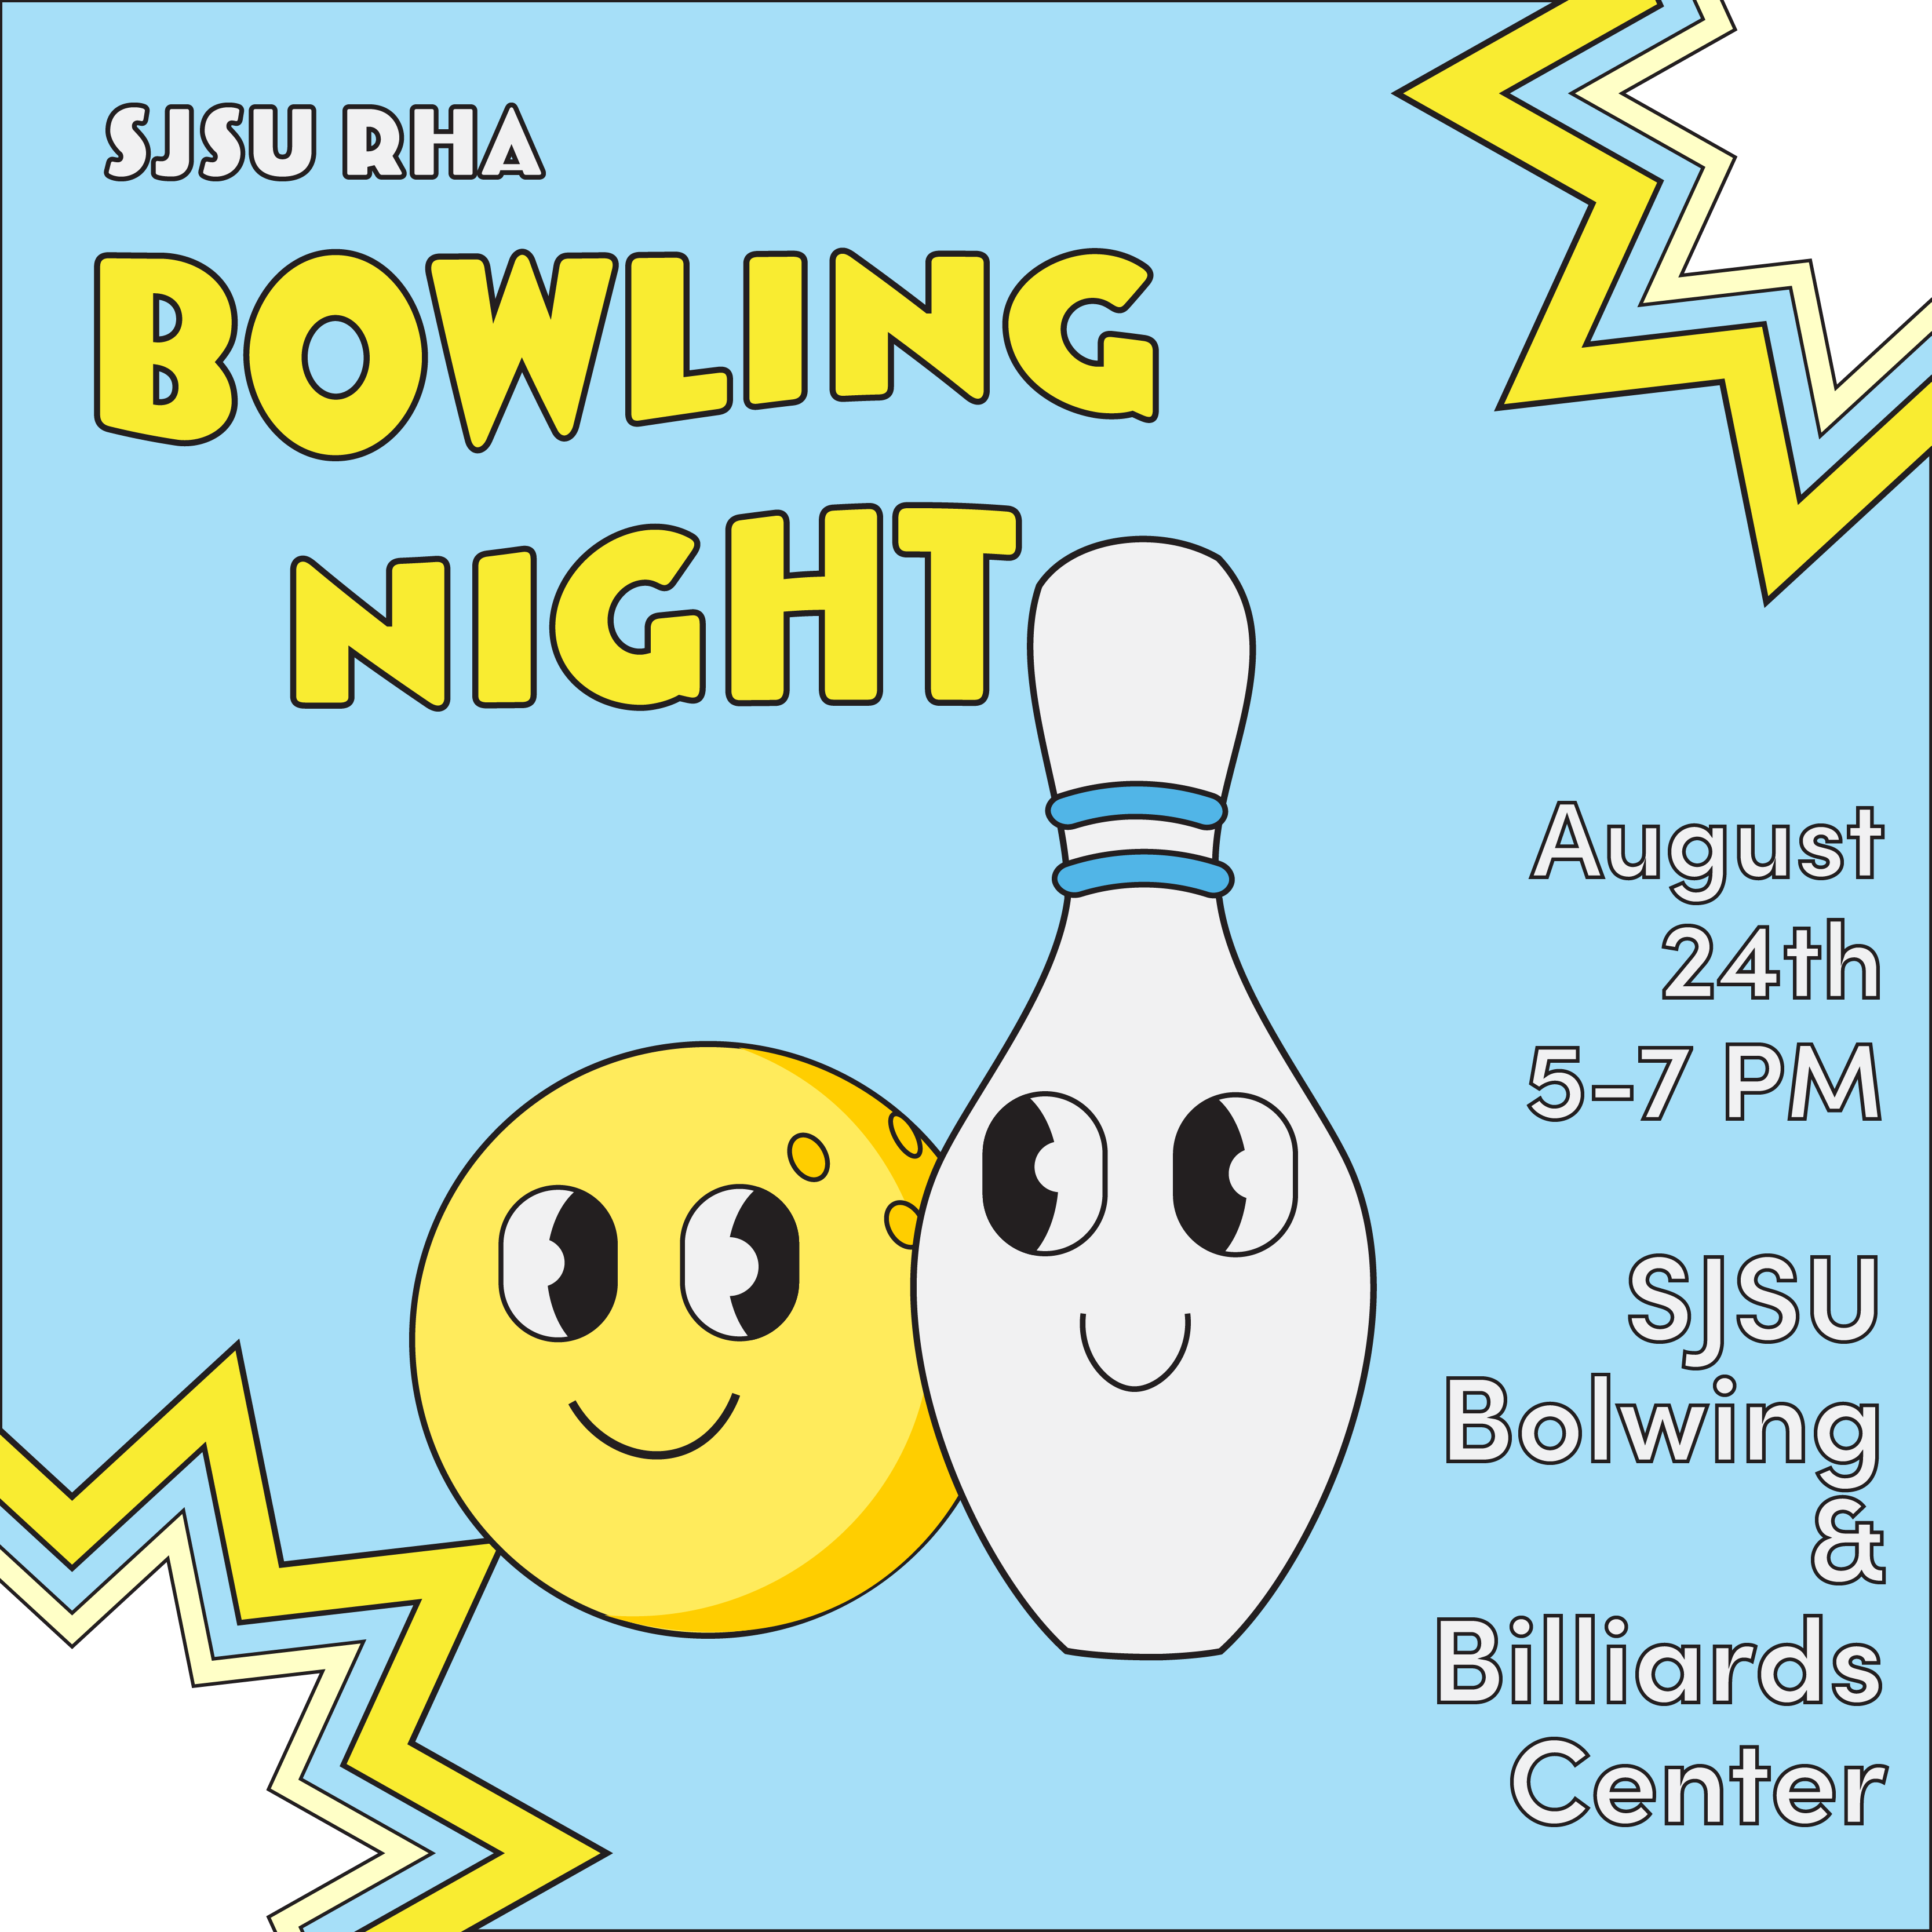 SJSU RHA
BOWLING
NIGHT
August
24th
5–7 PM
SJSU
Bolwing
&
Billiards
Center